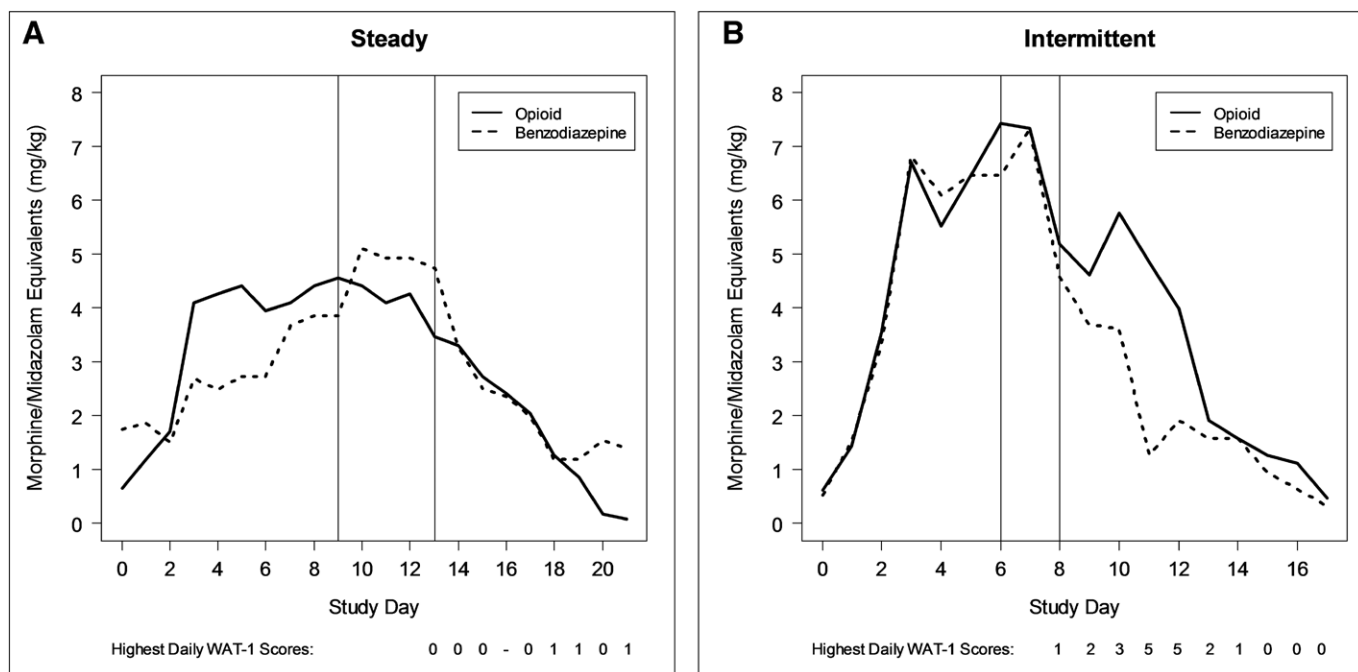 A
Steady
8
7
6
5
4
3
2
1
0
Morphine/Midazolam Equivalents (mg/kg)
Opioid
Benzodiazepine
0 2 4 6 8 10 12 14 16 18 20
Study Day
Highest Daily WAT-1 Scores: 0 0 0 - 0 1 1 0 1
B
Intermittent
8
7
6
5
4
3
2
1
0
Morphine/Midazolam Equivalents (mg/kg)
Opioid
Benzodiazepine
0 2 4 6 8 10 12 14 16
Study Day
Highest Daily WAT-1 Scores: 1 2 3 5 5 2 1 0 0 0